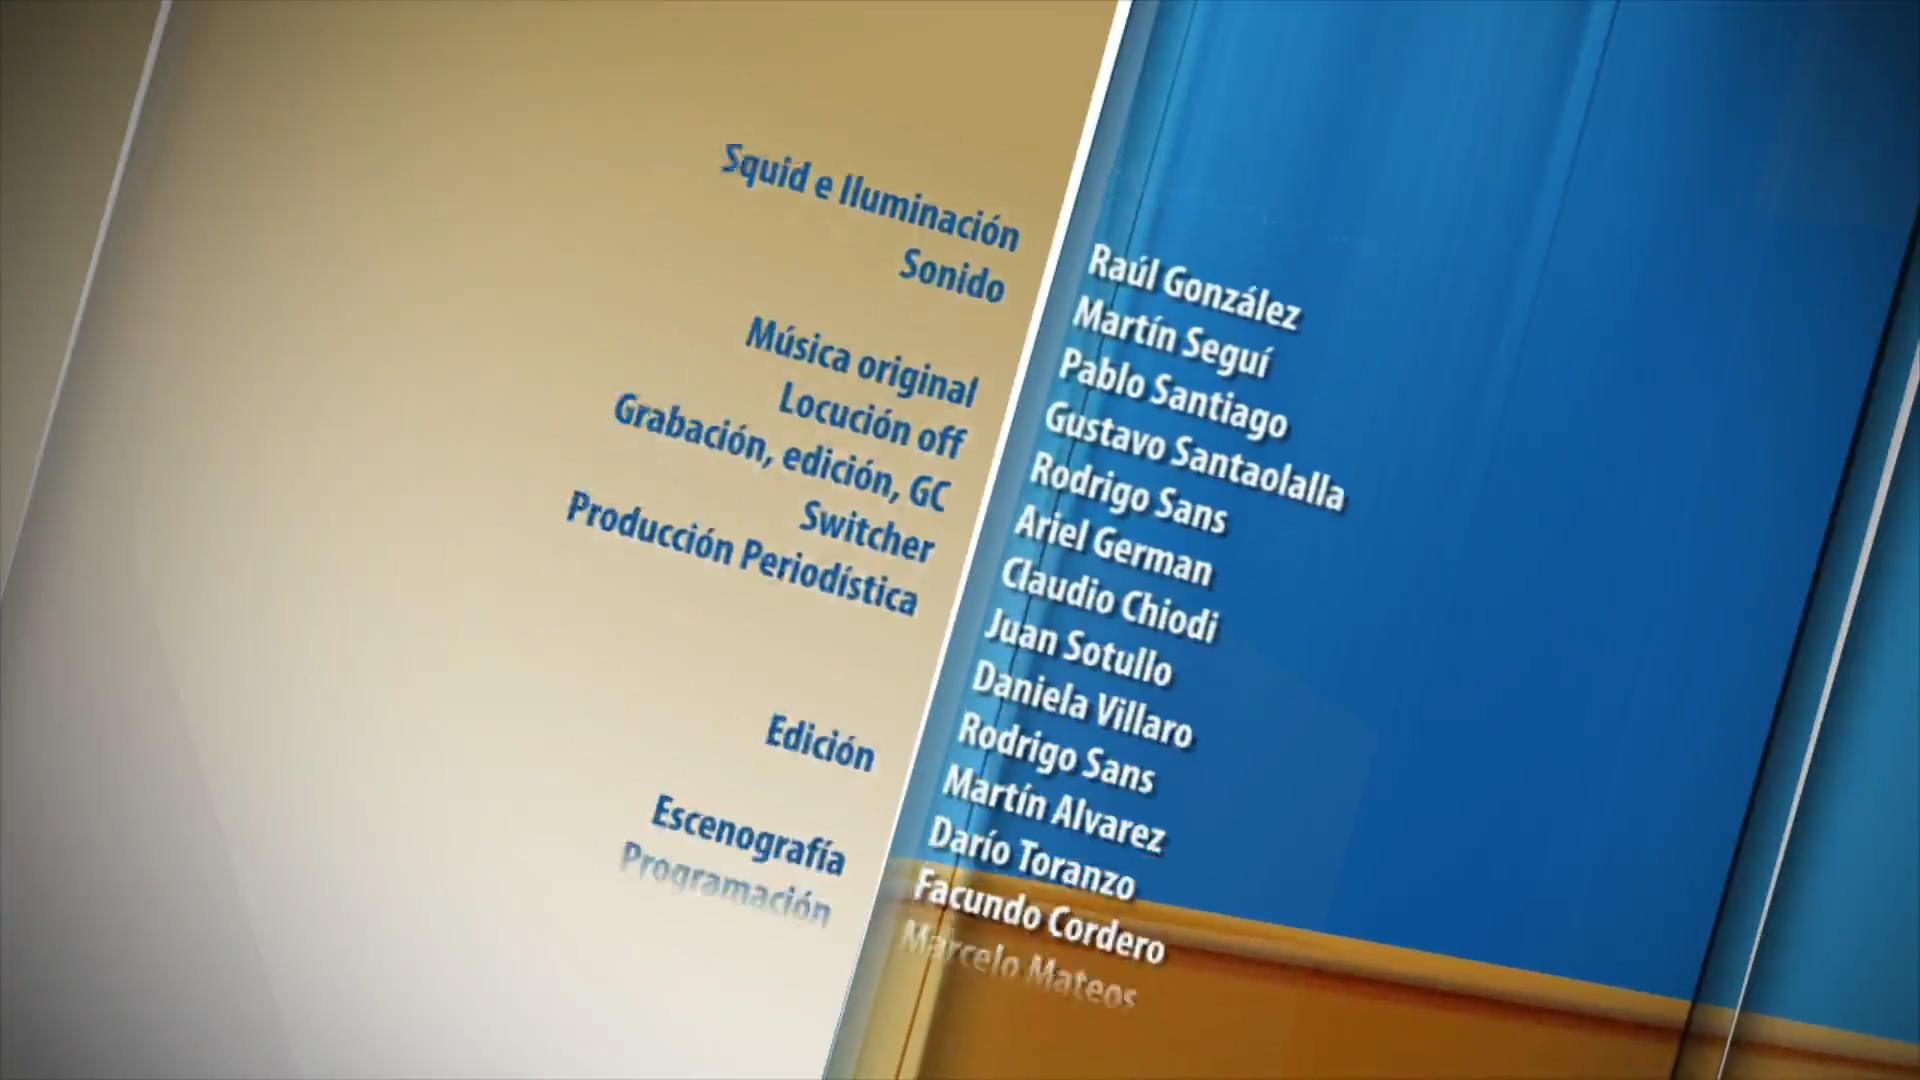 Squid e Iluminación Raúl González
Sonido Martín Seguí
Pablo Santiago
Música original Gustavo Santaolalla
Locución off Rodrigo Sans
Grabación, edición, GC Ariel German
Switcher Claudio Chiodi
Producción Periodística Juan Sotullo
Daniela Villaro
Rodrigo Sans
Edición Martín Alvarez
Darío Toranzo
Escenografía Facundo Cordero
Programación Marcelo Mateos